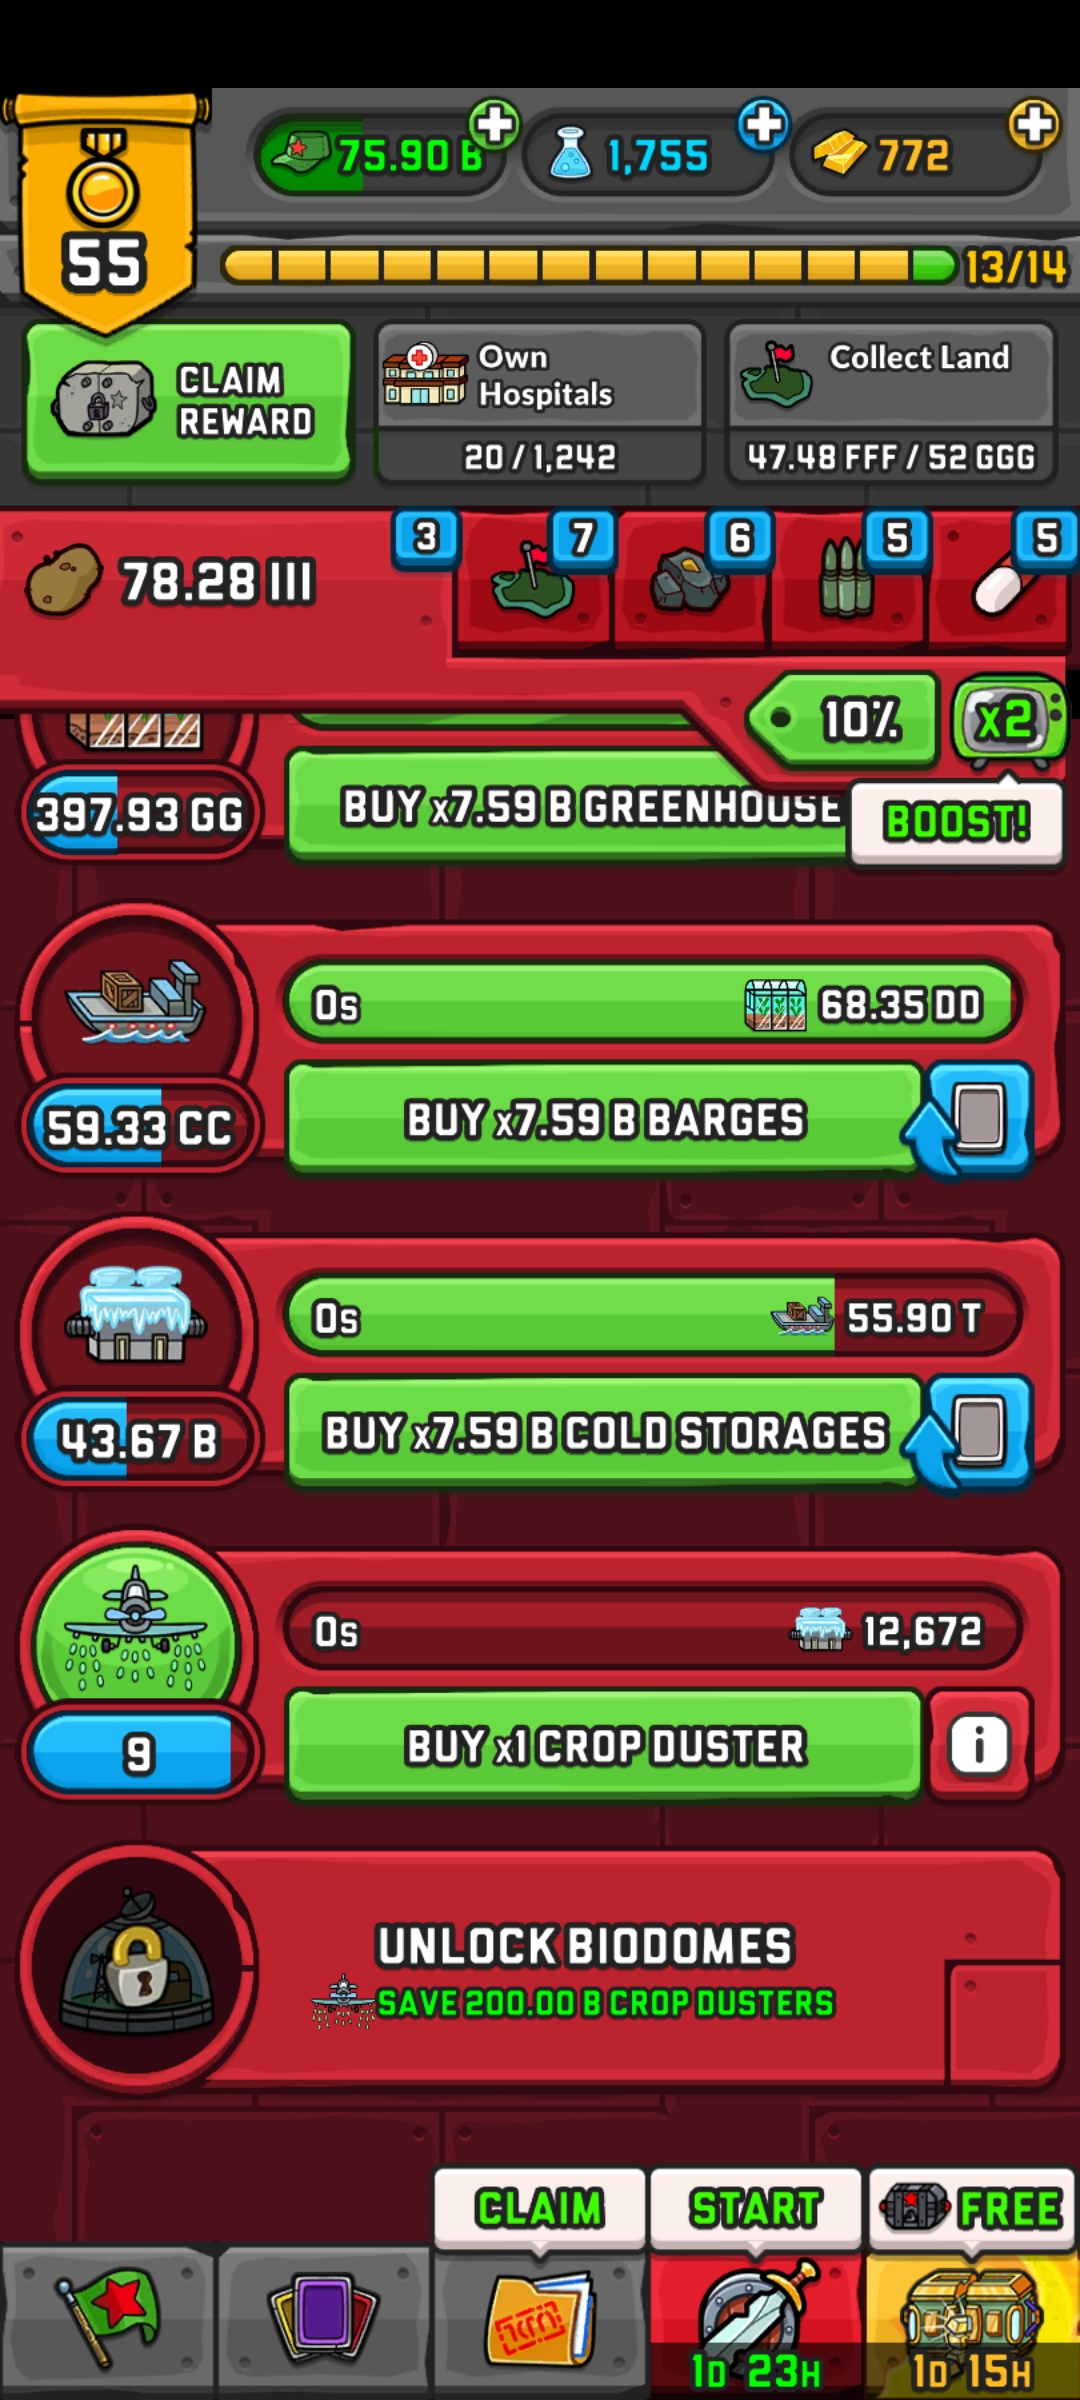 75.90 B
1,755
772
55
13/14
CLAIM
REWARD
Own
Hospitals
20 / 1,242
Collect Land
47.48 FFF / 52 GGG
78.28 III
3
7
6
5
5
10%
x2
BOOST!
397.93 GG
BUY x7.59 B GREENHOUSE
0s
68.35 DD
59.33 CC
BUY x7.59 B BARGES
0s
55.90 T
43.67 B
BUY x7.59 B COLD STORAGES
0s
12,672
9
BUY x1 CROP DUSTER
i
UNLOCK BIODOMES
SAVE 200.00 B CROP DUSTERS
CLAIM
START
FREE
1D 23H
1D 15H